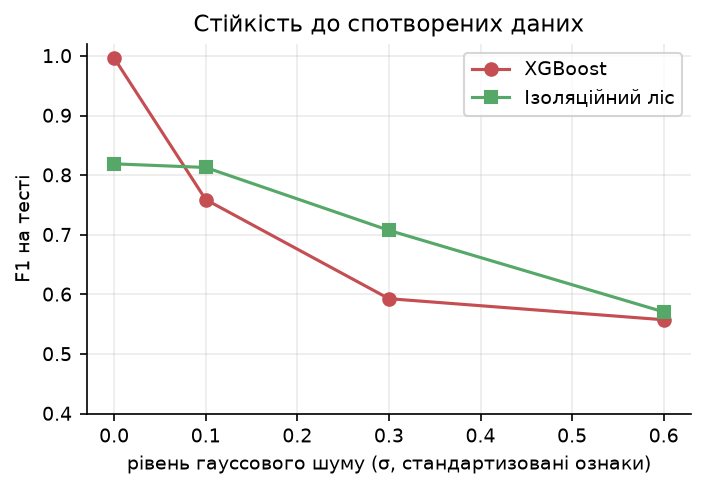 Стійкість до спотворених даних
XGBoost
Ізоляційний ліс
F1 на тесті
1.0
0.9
0.8
0.7
0.6
0.5
0.4
0.0 0.1 0.2 0.3 0.4 0.5 0.6
рівень гауссового шуму (σ, стандартизовані ознаки)